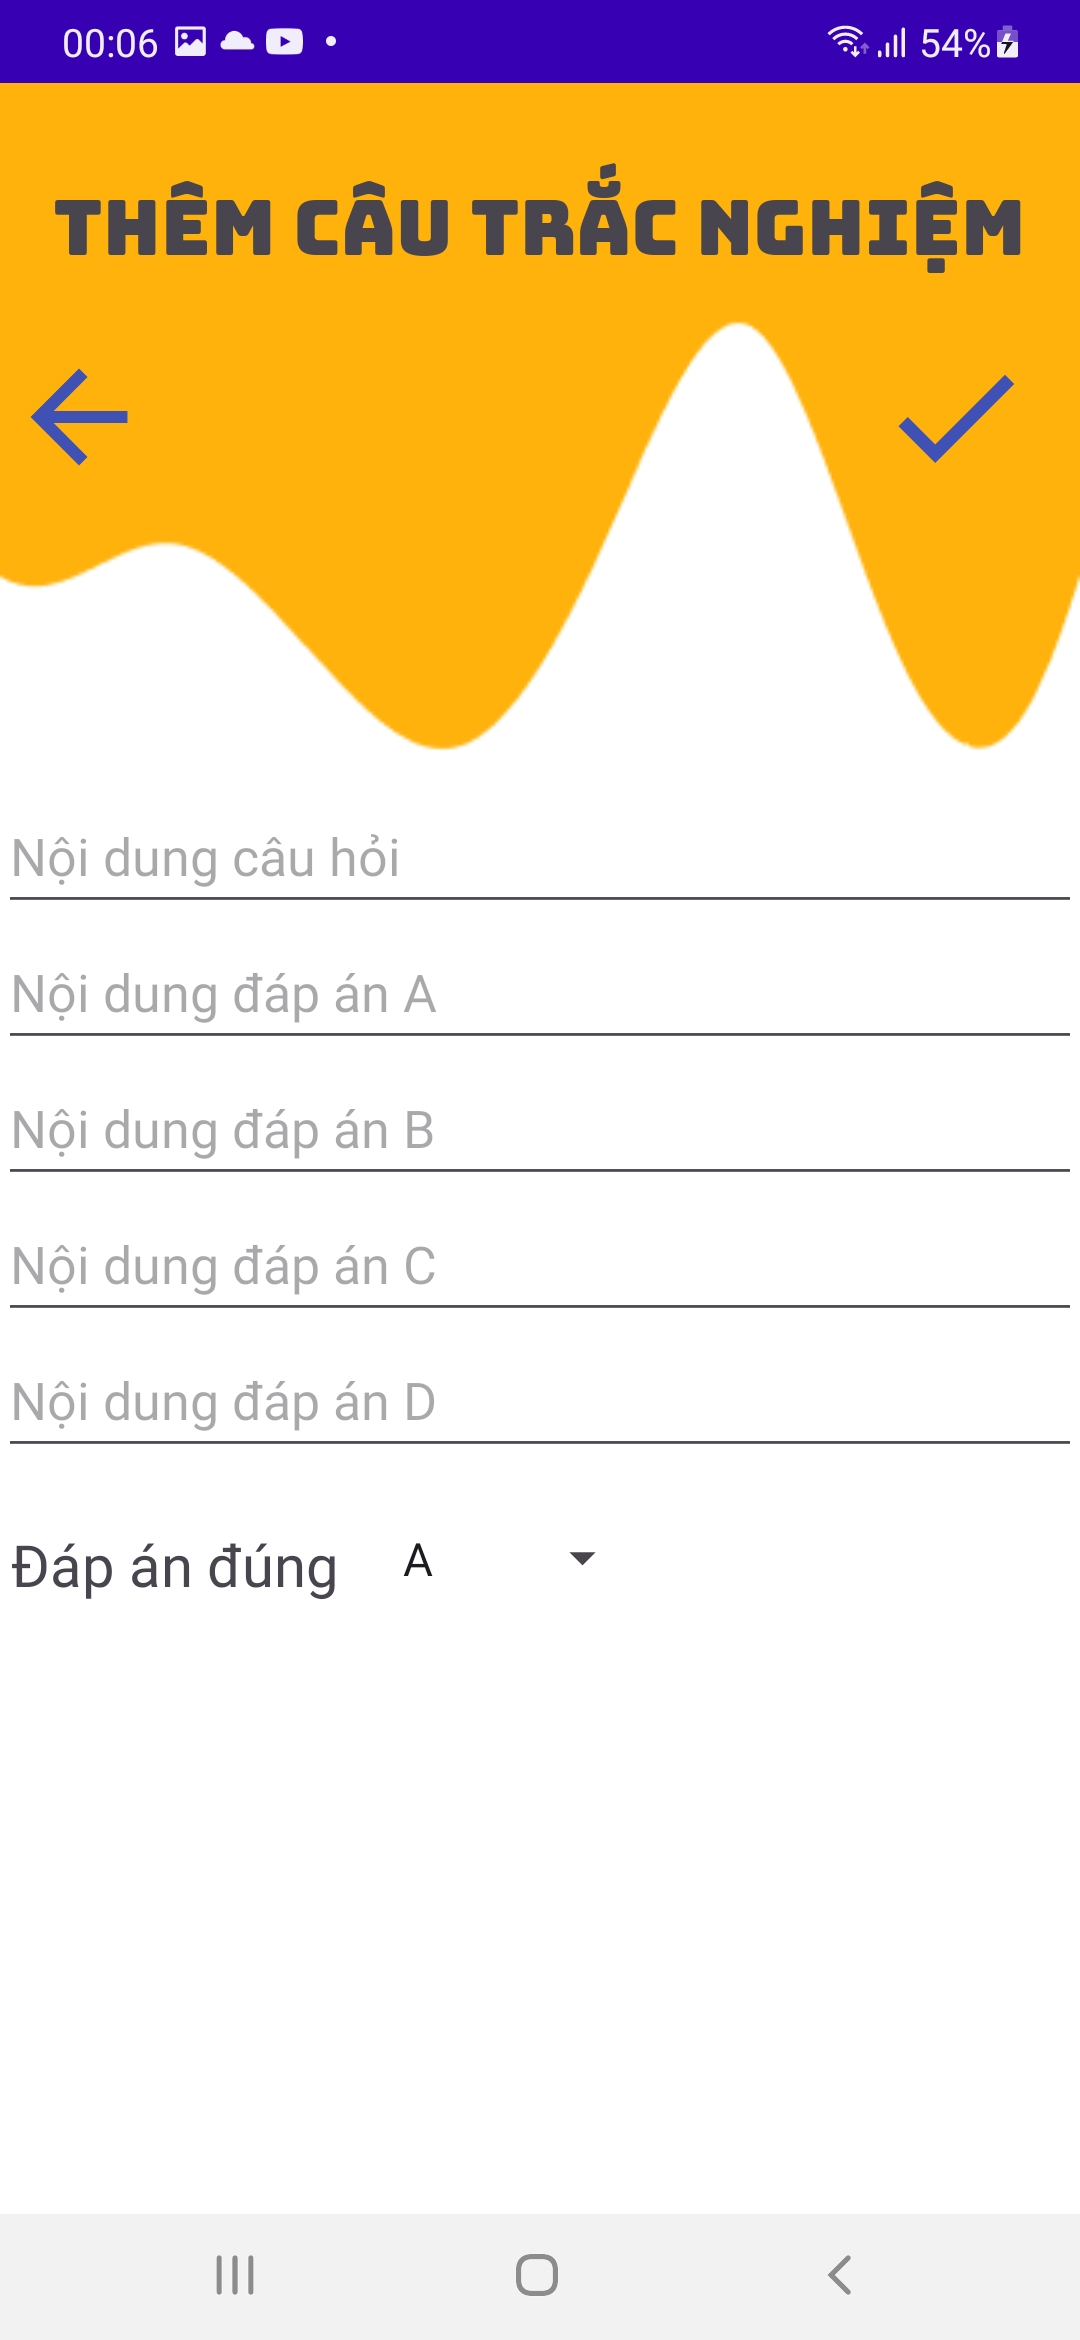 00:06
54%
THÊM CÂU TRẮC NGHIỆM
Nội dung câu hỏi
Nội dung đáp án A
Nội dung đáp án B
Nội dung đáp án C
Nội dung đáp án D
Đáp án đúng A